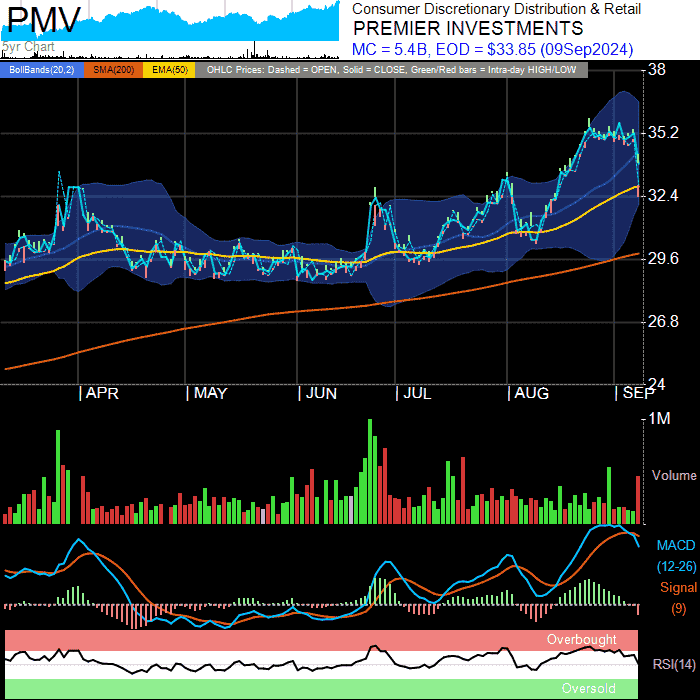 PMV
5yr Chart
Consumer Discretionary Distribution & Retail
PREMIER INVESTMENTS
MC = 5.4B, EOD = $33.85 (09Sep2024)
BollBands(20,2) SMA(200) EMA(50) OHLC Prices: Dashed = OPEN, Solid = CLOSE, Green/Red bars = Intra-day HIGH/LOW
38
35.2
32.4
29.6
26.8
24
| APR | MAY | JUN | JUL | AUG | SEP
1M
Volume
MACD
(12-26)
Signal
(9)
Overbought
RSI(14)
Oversold